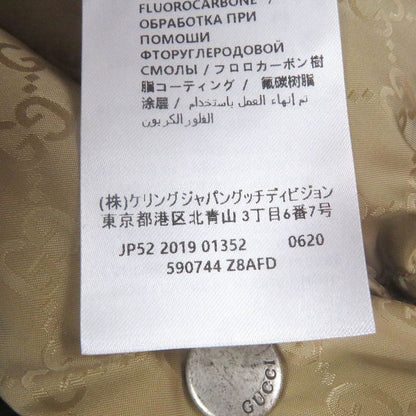 FLUOROCARBONE /
ОБРАБОТКА ПРИ
ПОМОШИ
ФТОРУГЛЕРОДОВОЙ
СМОЛЫ / フロロカーボン樹
脂コーティング / 氟碳树脂
涂层 / تم إنهاء العمل باستخدام
الفلور الكربون
(株)ケリングジャパングッチディビジョン
東京都港区北青山 3丁目6番7号
JP52 2019 01352 0620
590744 Z8AFD
GUCCI